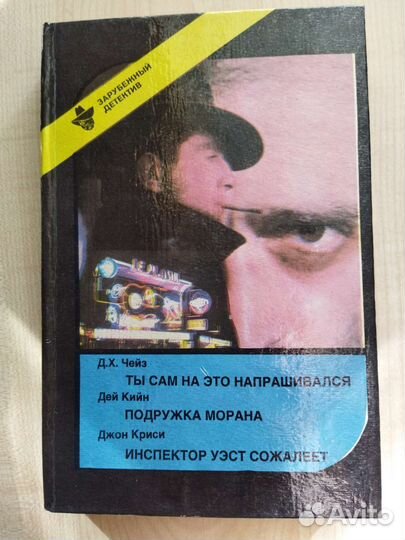 ЗАРУБЕЖНЫЙ
ДЕТЕКТИВ
Д.Х. Чейз
ТЫ САМ НА ЭТО НАПРАШИВАЛСЯ
Дей Кийн
ПОДРУЖКА МОРАНА
Джон Криси
ИНСПЕКТОР УЭСТ СОЖАЛЕЕТ
Avito